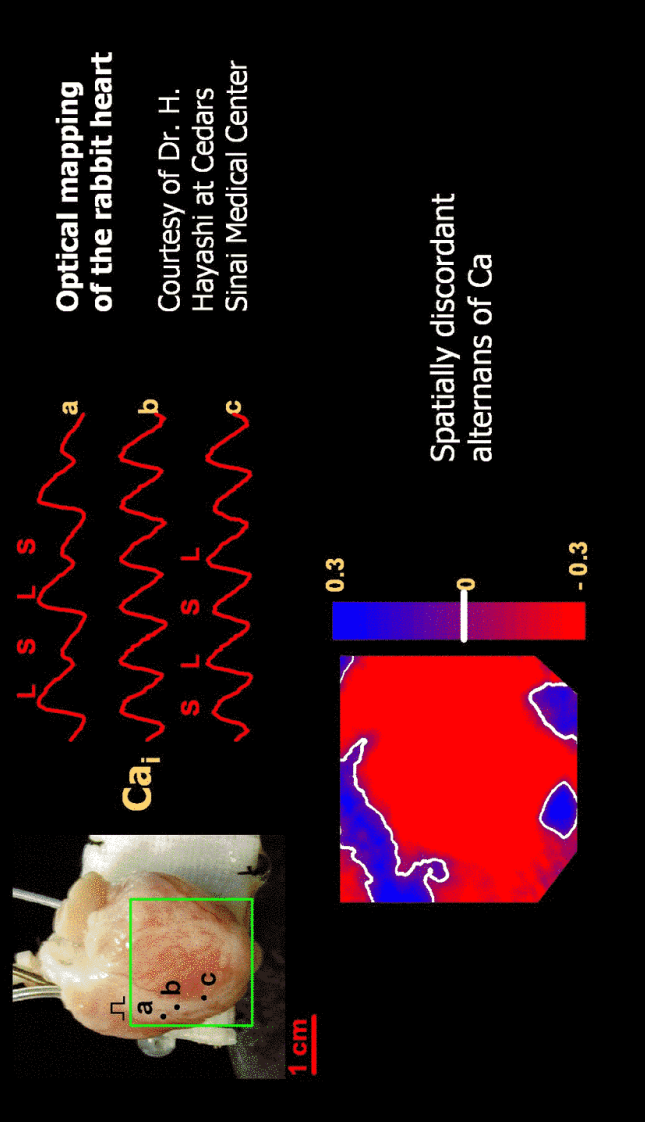 Optical mapping
of the rabbit heart
Courtesy of Dr. H.
Hayashi at Cedars
Sinai Medical Center
L S L S
a
Cai
b
S L S L
c
a
b
c
1 cm
0.3
0
- 0.3
Spatially discordant
alternans of Ca